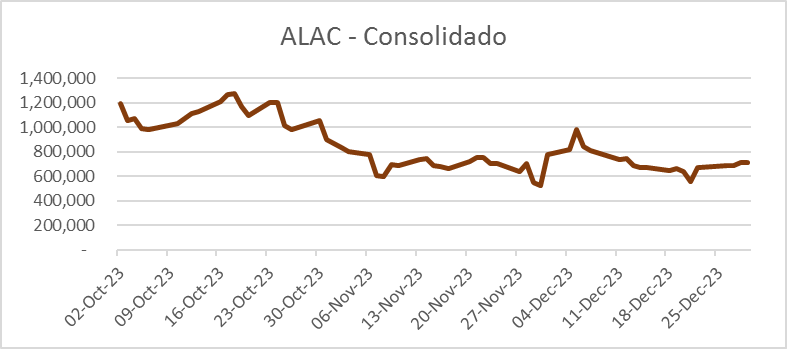 ALAC - Consolidado
1,400,000
1,200,000
1,000,000
800,000
600,000
400,000
200,000
-
02-Oct-23
09-Oct-23
16-Oct-23
23-Oct-23
30-Oct-23
06-Nov-23
13-Nov-23
20-Nov-23
27-Nov-23
04-Dec-23
11-Dec-23
18-Dec-23
25-Dec-23